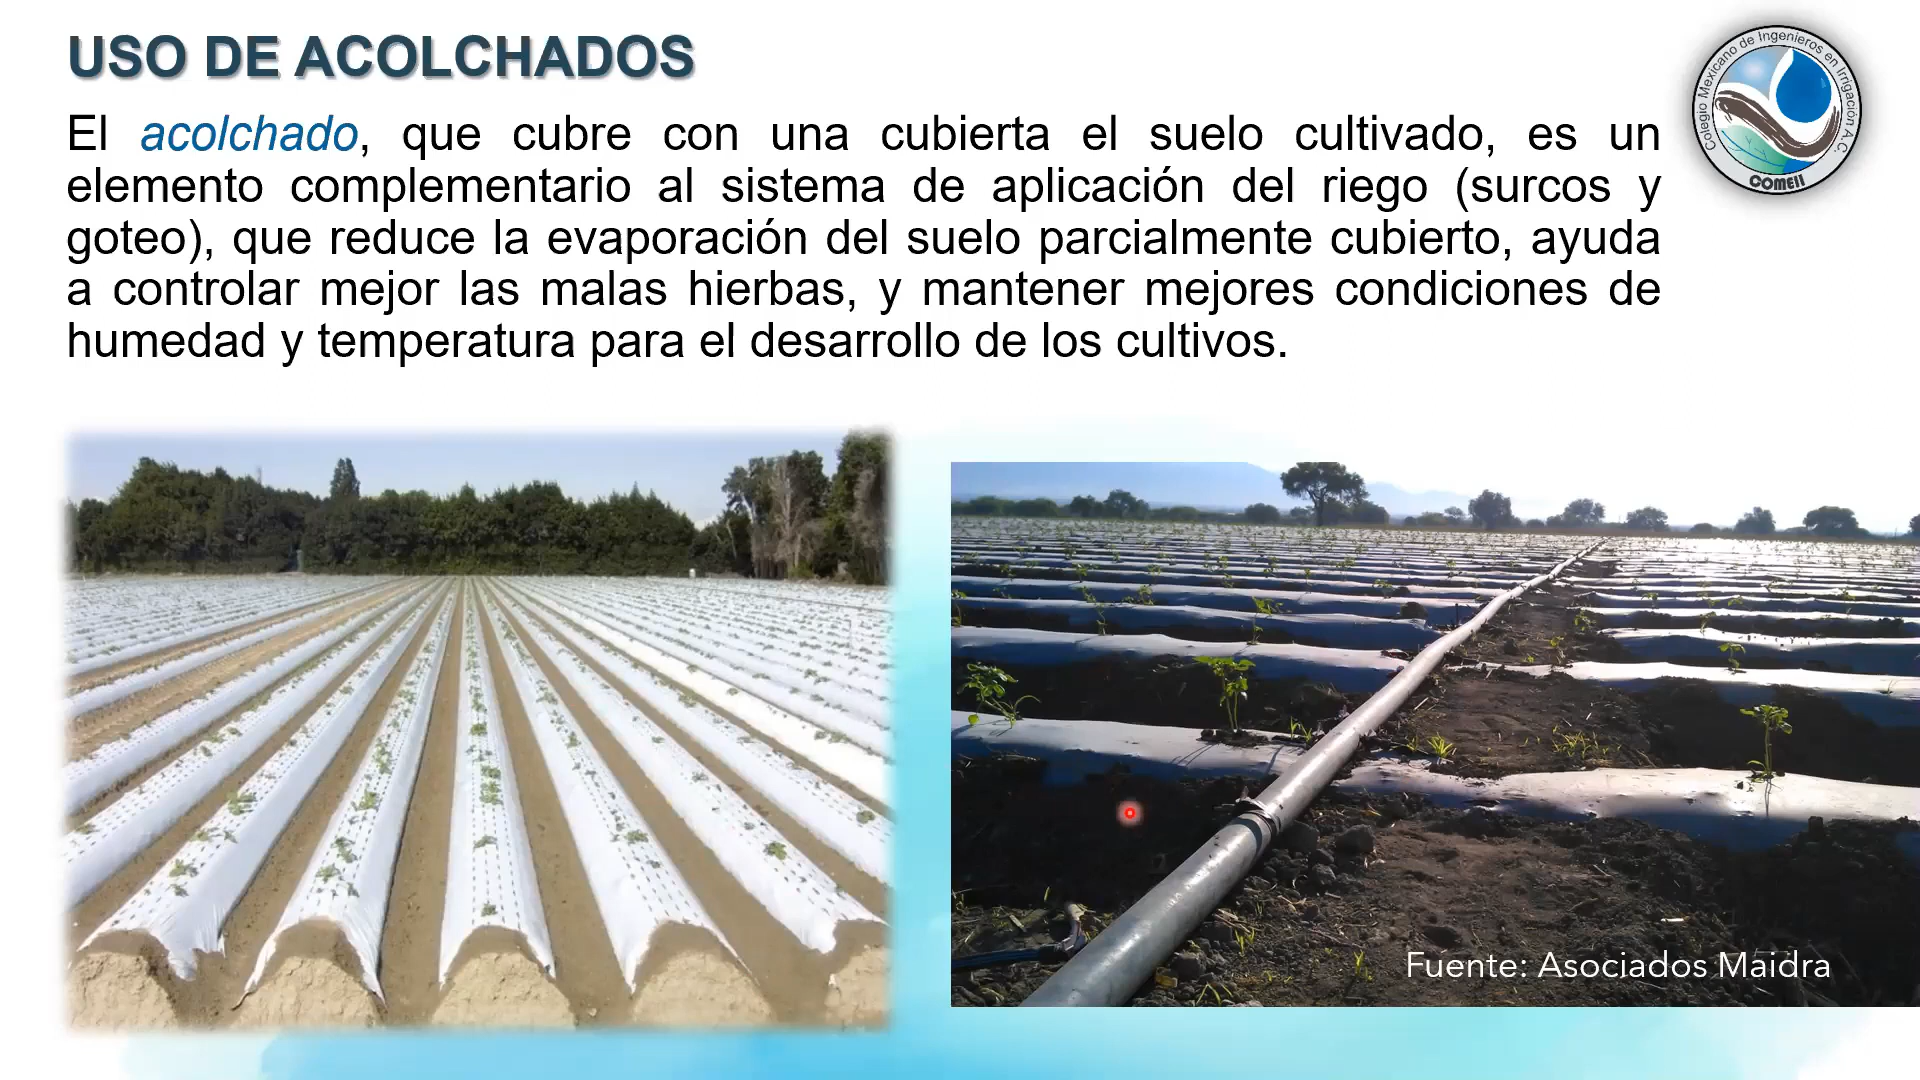 USO DE ACOLCHADOS
Colegio Mexicano de Ingenieros en Irrigación A.C.
COMEII
El acolchado, que cubre con una cubierta el suelo cultivado, es un
elemento complementario al sistema de aplicación del riego (surcos y
goteo), que reduce la evaporación del suelo parcialmente cubierto, ayuda
a controlar mejor las malas hierbas, y mantener mejores condiciones de
humedad y temperatura para el desarrollo de los cultivos.
Fuente: Asociados Maidra